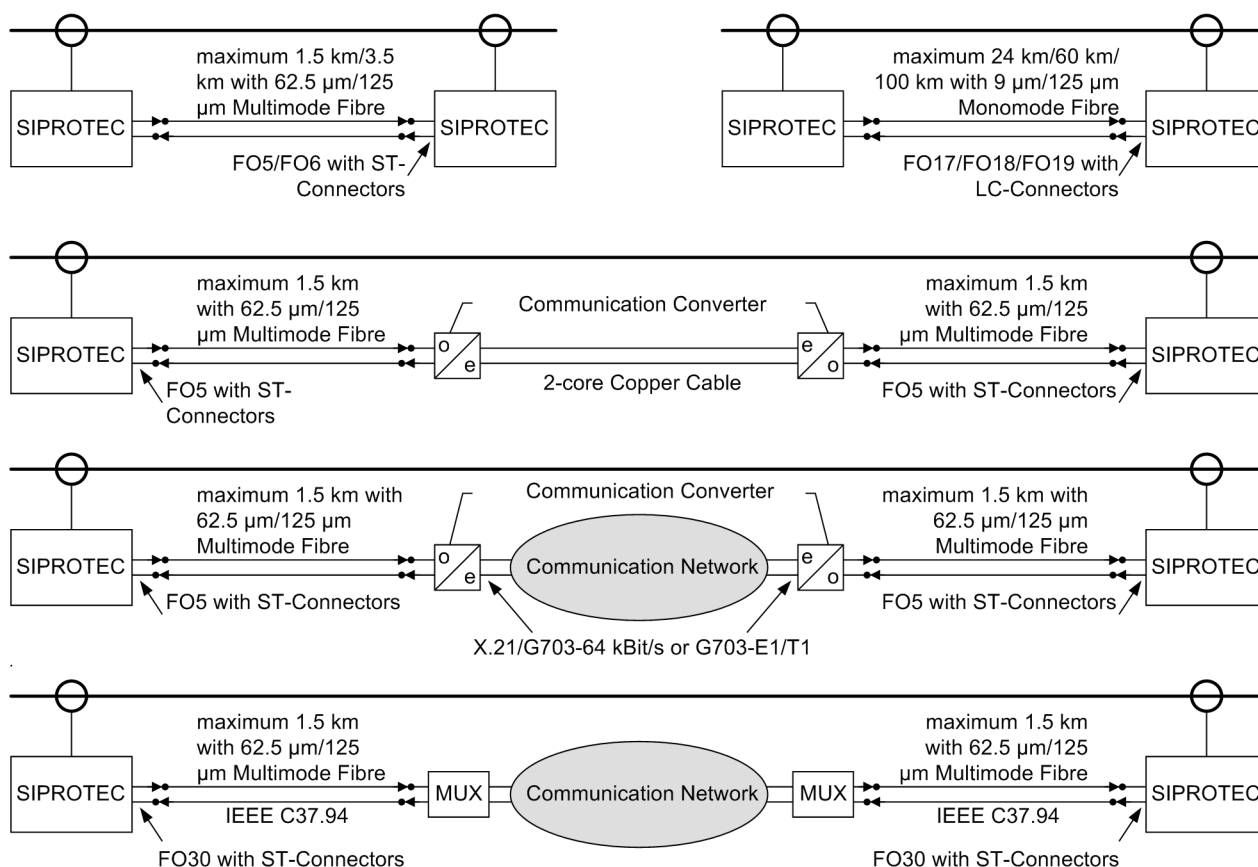 maximum 1.5 km/3.5
km with 62.5 µm/125
µm Multimode Fibre
SIPROTEC
SIPROTEC
FO5/FO6 with ST-
Connectors
maximum 24 km/60 km/
100 km with 9 µm/125 µm
Monomode Fibre
SIPROTEC
SIPROTEC
FO17/FO18/FO19 with
LC-Connectors
maximum 1.5 km
with 62.5 µm/125
µm Multimode Fibre
Communication Converter
maximum 1.5 km
with 62.5 µm/125
µm Multimode Fibre
SIPROTEC
o
e
e
o
SIPROTEC
2-core Copper Cable
FO5 with ST-
Connectors
FO5 with ST-Connectors
maximum 1.5 km with
62.5 µm/125 µm
Multimode Fibre
Communication Converter
maximum 1.5 km with
62.5 µm/125 µm
Multimode Fibre
SIPROTEC
o
e
Communication Network
e
o
SIPROTEC
FO5 with ST-Connectors
FO5 with ST-Connectors
X.21/G703-64 kBit/s or G703-E1/T1
maximum 1.5 km
with 62.5 µm/125
µm Multimode Fibre
maximum 1.5 km
with 62.5 µm/125
µm Multimode Fibre
SIPROTEC
MUX
Communication Network
MUX
SIPROTEC
IEEE C37.94
IEEE C37.94
FO30 with ST-Connectors
FO30 with ST-Connectors